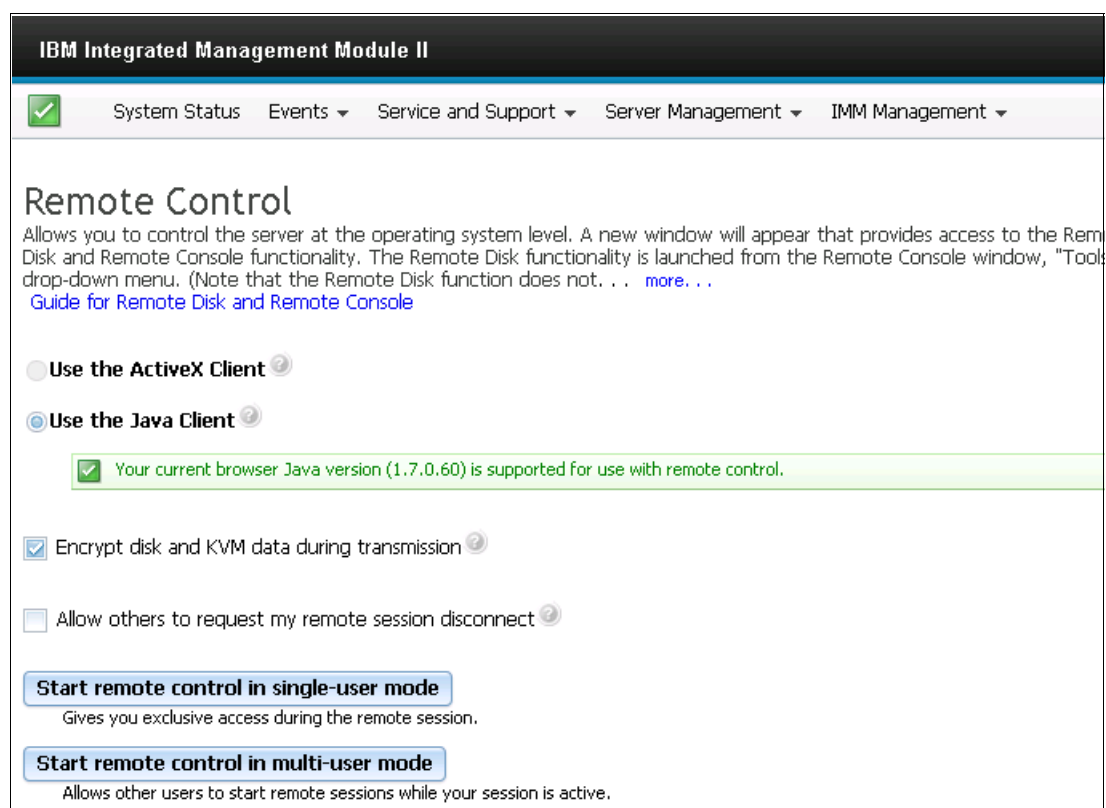 IBM Integrated Management Module II
System Status Events Service and Support Server Management IMM Management
Remote Control
Allows you to control the server at the operating system level. A new window will appear that provides access to the Rem
Disk and Remote Console functionality. The Remote Disk functionality is launched from the Remote Console window, "Tools
drop-down menu. (Note that the Remote Disk function does not. . . more. . .
Guide for Remote Disk and Remote Console
Use the ActiveX Client
Use the Java Client
Your current browser Java version (1.7.0.60) is supported for use with remote control.
Encrypt disk and KVM data during transmission
Allow others to request my remote session disconnect
Start remote control in single-user mode
Gives you exclusive access during the remote session.
Start remote control in multi-user mode
Allows other users to start remote sessions while your session is active.